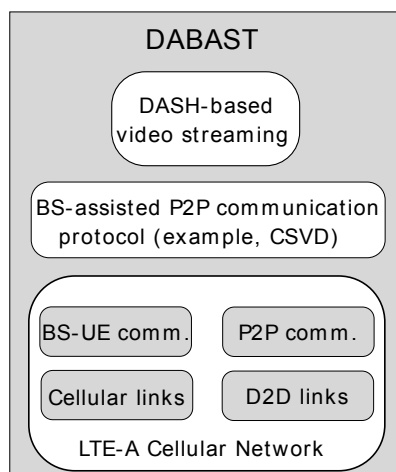 DABAST
DASH-based
video streaming
BS-assisted P2P communication
protocol (example, CSVD)
BS-UE comm.
P2P comm.
Cellular links
D2D links
LTE-A Cellular Network